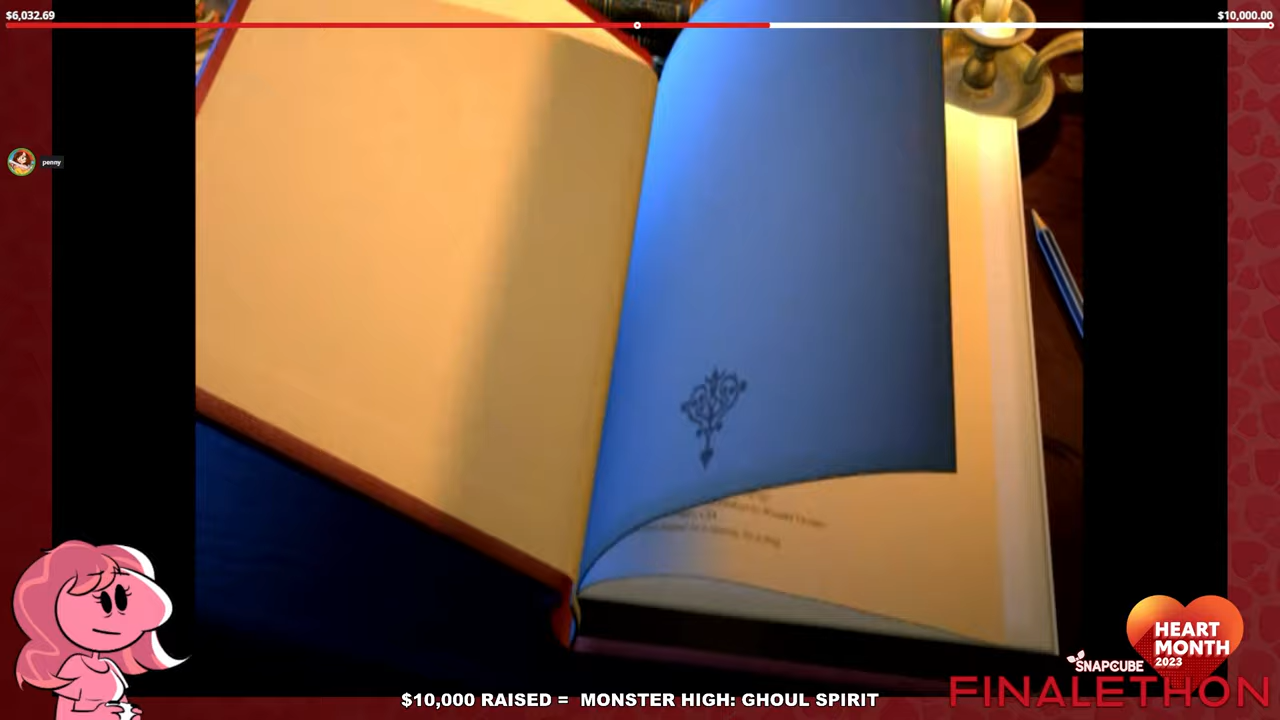 $6,032.69
$10,000.00
penny
HEART
MONTH
2023
SNAPCUBE
FINALETHON
$10,000 RAISED = MONSTER HIGH: GHOUL SPIRIT